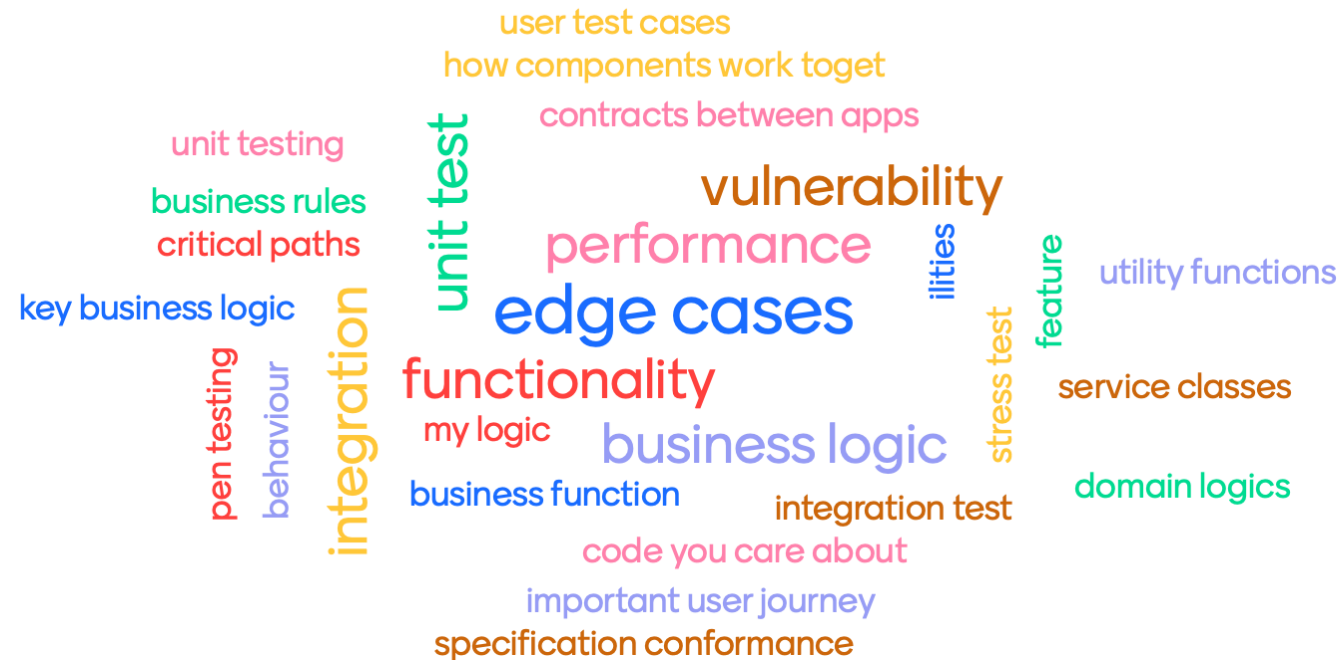 user test cases
how components work toget
contracts between apps
unit testing
unit test
vulnerability
business rules
critical paths
performance
ilities
feature
utility functions
key business logic
edge cases
integration
stress test
pen testing
behaviour
functionality
service classes
my logic
business logic
business function
integration test
domain logics
code you care about
important user journey
specification conformance